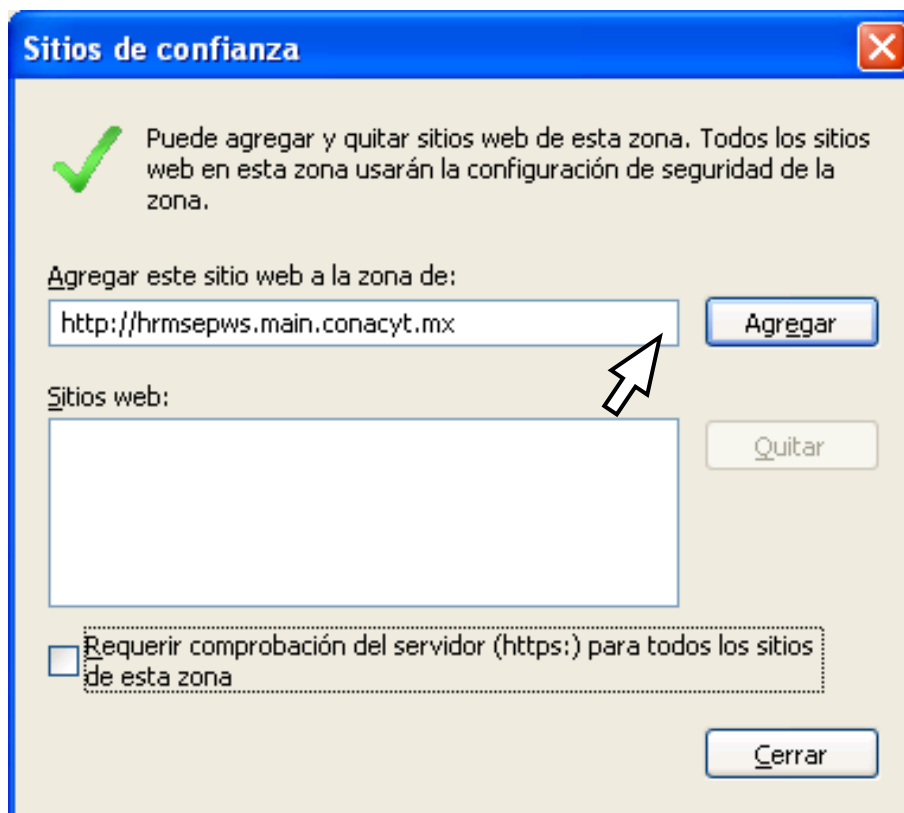 Sitios de confianza
Puede agregar y quitar sitios web de esta zona. Todos los sitios
web en esta zona usarán la configuración de seguridad de la
zona.
Agregar este sitio web a la zona de:
http://hrmsepws.main.conacyt.mx
Agregar
Sitios web:
Quitar
Requerir comprobación del servidor (https:) para todos los sitios
de esta zona
Cerrar